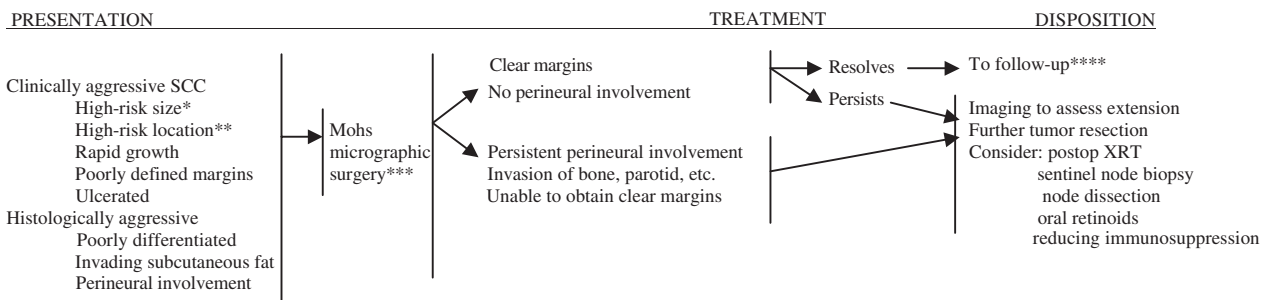 PRESENTATION TREATMENT DISPOSITION
Clinically aggressive SCC
High-risk size*
High-risk location**
Rapid growth
Poorly defined margins
Ulcerated
Histologically aggressive
Poorly differentiated
Invading subcutaneous fat
Perineural involvement
Mohs
micrographic
surgery***
Clear margins
No perineural involvement
Persistent perineural involvement
Invasion of bone, parotid, etc.
Unable to obtain clear margins
Resolves
Persists
To follow-up****
Imaging to assess extension
Further tumor resection
Consider: postop XRT
sentinel node biopsy
node dissection
oral retinoids
reducing immunosuppression